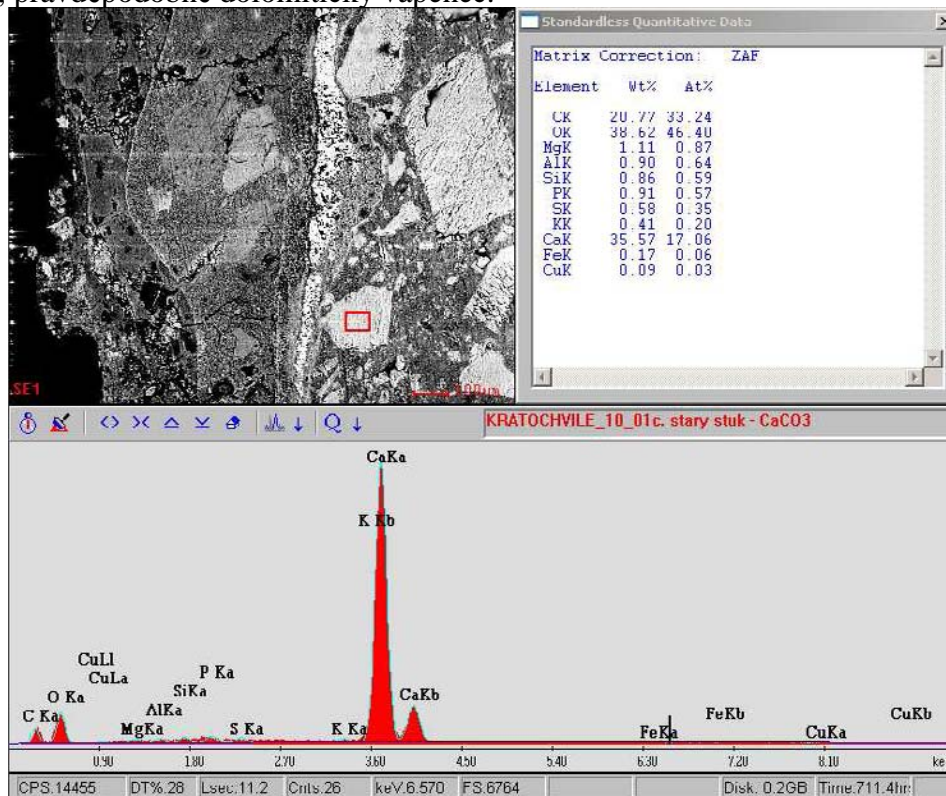 , pravděpodobně dolomitický vápenec.
Standardless Quantitative Data
Matrix Correction: ZAF
Element Wt% At%
CK 20.77 33.24
OK 38.62 46.40
MgK 1.11 0.87
AlK 0.90 0.64
SiK 0.86 0.59
PK 0.91 0.57
SK 0.58 0.35
KK 0.41 0.20
CaK 35.57 17.06
FeK 0.17 0.06
CuK 0.09 0.03
SE1
KRATOCHVILE_10_01c. stary stuk - CaCO3
CaKa
K Kb
CuLl
CuLa
P Ka
SiKa
O Ka
AlKa
CaKb
C Ka
MgKa
S Ka
K Ka
FeKb
CuKb
FeKa
CuKa
0.90 1.80 2.70 3.60 4.50 5.40 6.30 7.20 8.10 ke
CPS:14455 DT%.28 Lsec:11.2 Cnts.26 keV:6.570 FS:6764 Disk. 0.2GB Time:711.4hr: